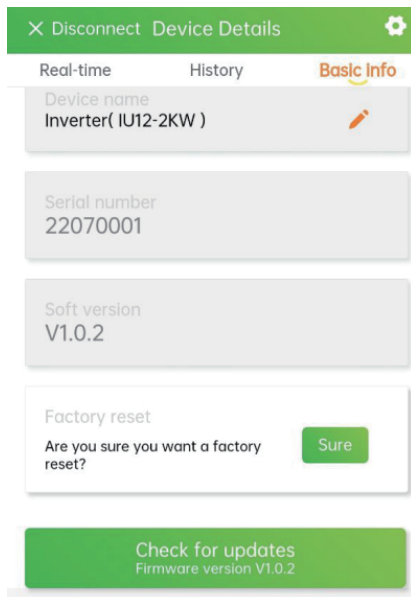 X Disconnect Device Details
Real-time History Basic info
Device name
Inverter( IU12-2KW )
Serial number
22070001
Soft version
V1.0.2
Factory reset
Are you sure you want a factory
reset?
Sure
Check for updates
Firmware version V1.0.2